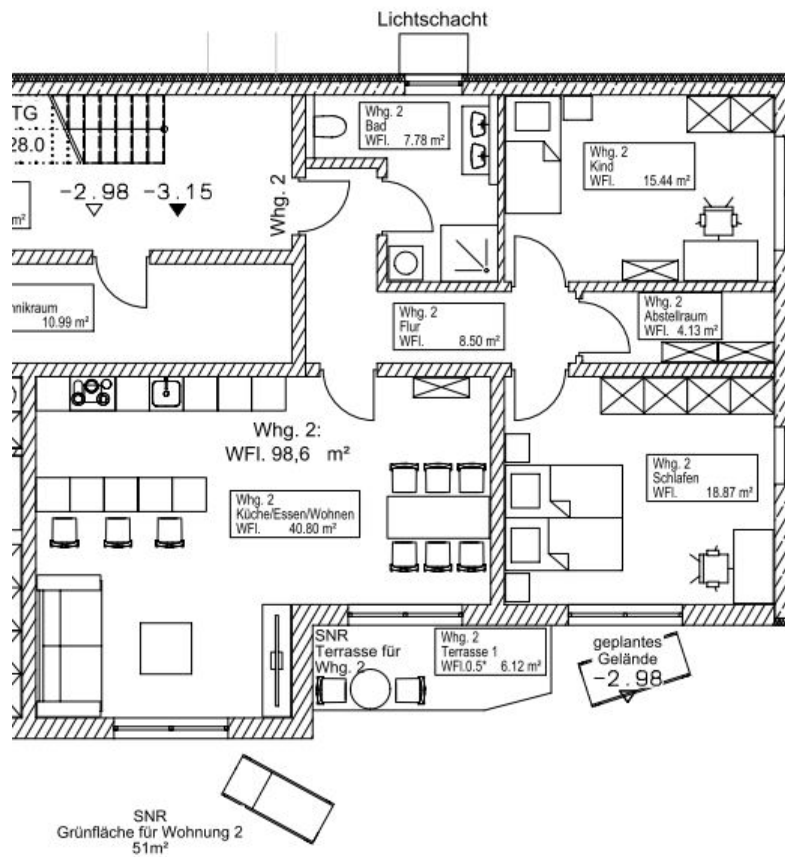 Lichtschacht
TG
28.0
m²
-2.98
-3.15
Whg. 2
Whg. 2
Bad
WFl. 7.78 m²
Whg. 2
Kind
WFl. 15.44 m²
nnikraum
10.99 m²
Whg. 2
Flur
WFl. 8.50 m²
Whg. 2
Abstellraum
WFl. 4.13 m²
Whg. 2:
WFl. 98,6 m²
Whg. 2
Küche/Essen/Wohnen
WFl. 40.80 m²
Whg. 2
Schlafen
WFl. 18.87 m²
SNR
Terrasse für
Whg. 2
Whg. 2
Terrasse 1
WFl.0.5* 6.12 m²
geplantes
Gelände
-2.98
SNR
Grünfläche für Wohnung 2
51m²